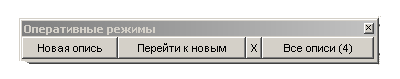 Оперативные режимы
Новая опись Перейти к новым X Все описи (4)